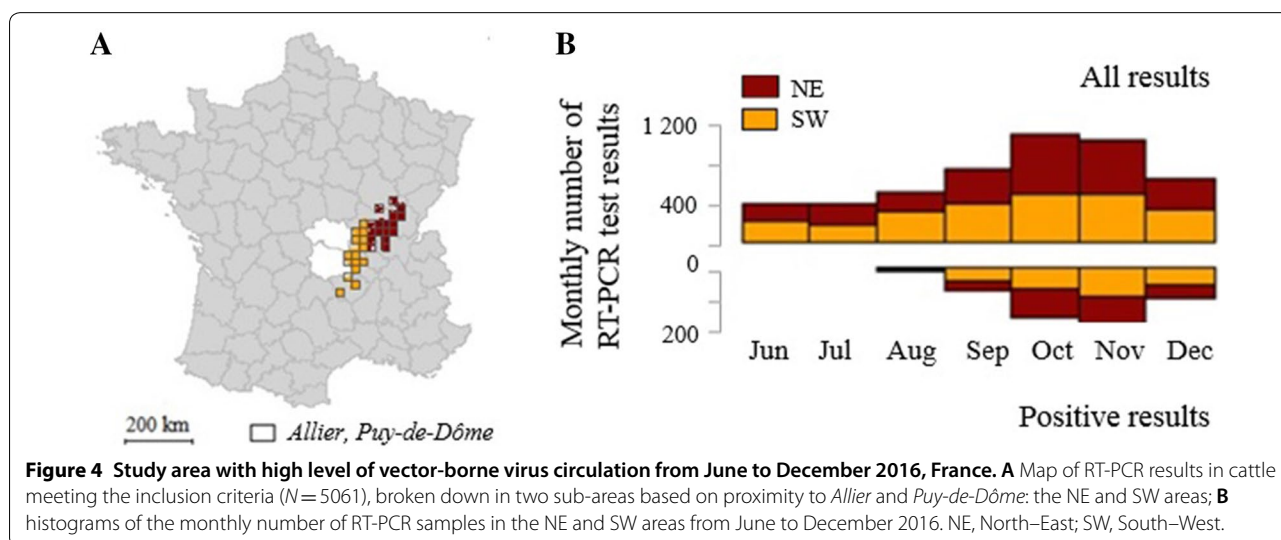 A
B
NE
SW
All results
Monthly number of
RT-PCR test results
1 200
400
0
200
Jun Jul Aug Sep Oct Nov Dec
Positive results
200 km
Allier, Puy-de-Dôme
Figure 4 Study area with high level of vector-borne virus circulation from June to December 2016, France. A Map of RT-PCR results in cattle
meeting the inclusion criteria (N = 5061), broken down in two sub-areas based on proximity to Allier and Puy-de-Dôme: the NE and SW areas; B
histograms of the monthly number of RT-PCR samples in the NE and SW areas from June to December 2016. NE, North–East; SW, South–West.